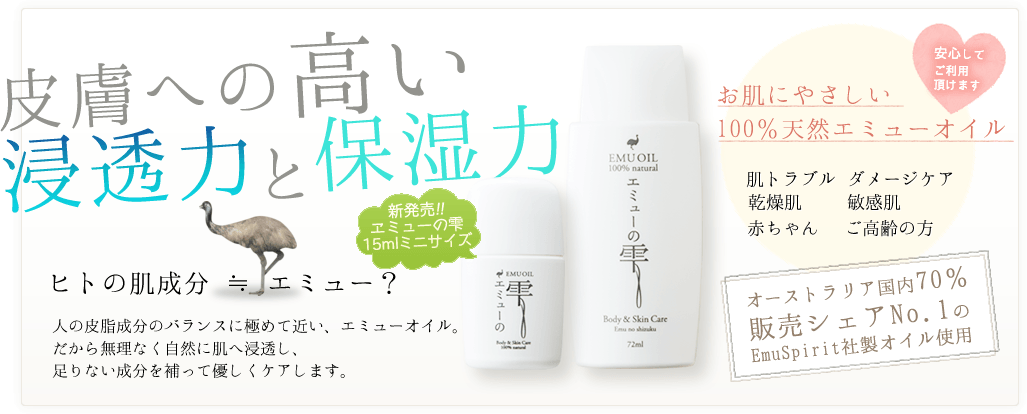 皮膚への高い
浸透力と保湿力
ヒトの肌成分 ≒ エミュー？
人の皮脂成分のバランスに極めて近い、エミューオイル。
だから無理なく自然に肌へ浸透し、
足りない成分を補って優しくケアします。
新発売!!
エミューの雫
15mlミニサイズ
EMU OIL
エミューの雫
Body & Skin Care
100% natural
EMU OIL
100% natural
エミューの雫
Body & Skin Care
Emu no shizuku
72ml
安心して
ご利用
頂けます
お肌にやさしい
100%天然エミューオイル
肌トラブル ダメージケア
乾燥肌 敏感肌
赤ちゃん ご高齢の方
オーストラリア国内70%
販売シェアNo.1の
EmuSpirit社製オイル使用